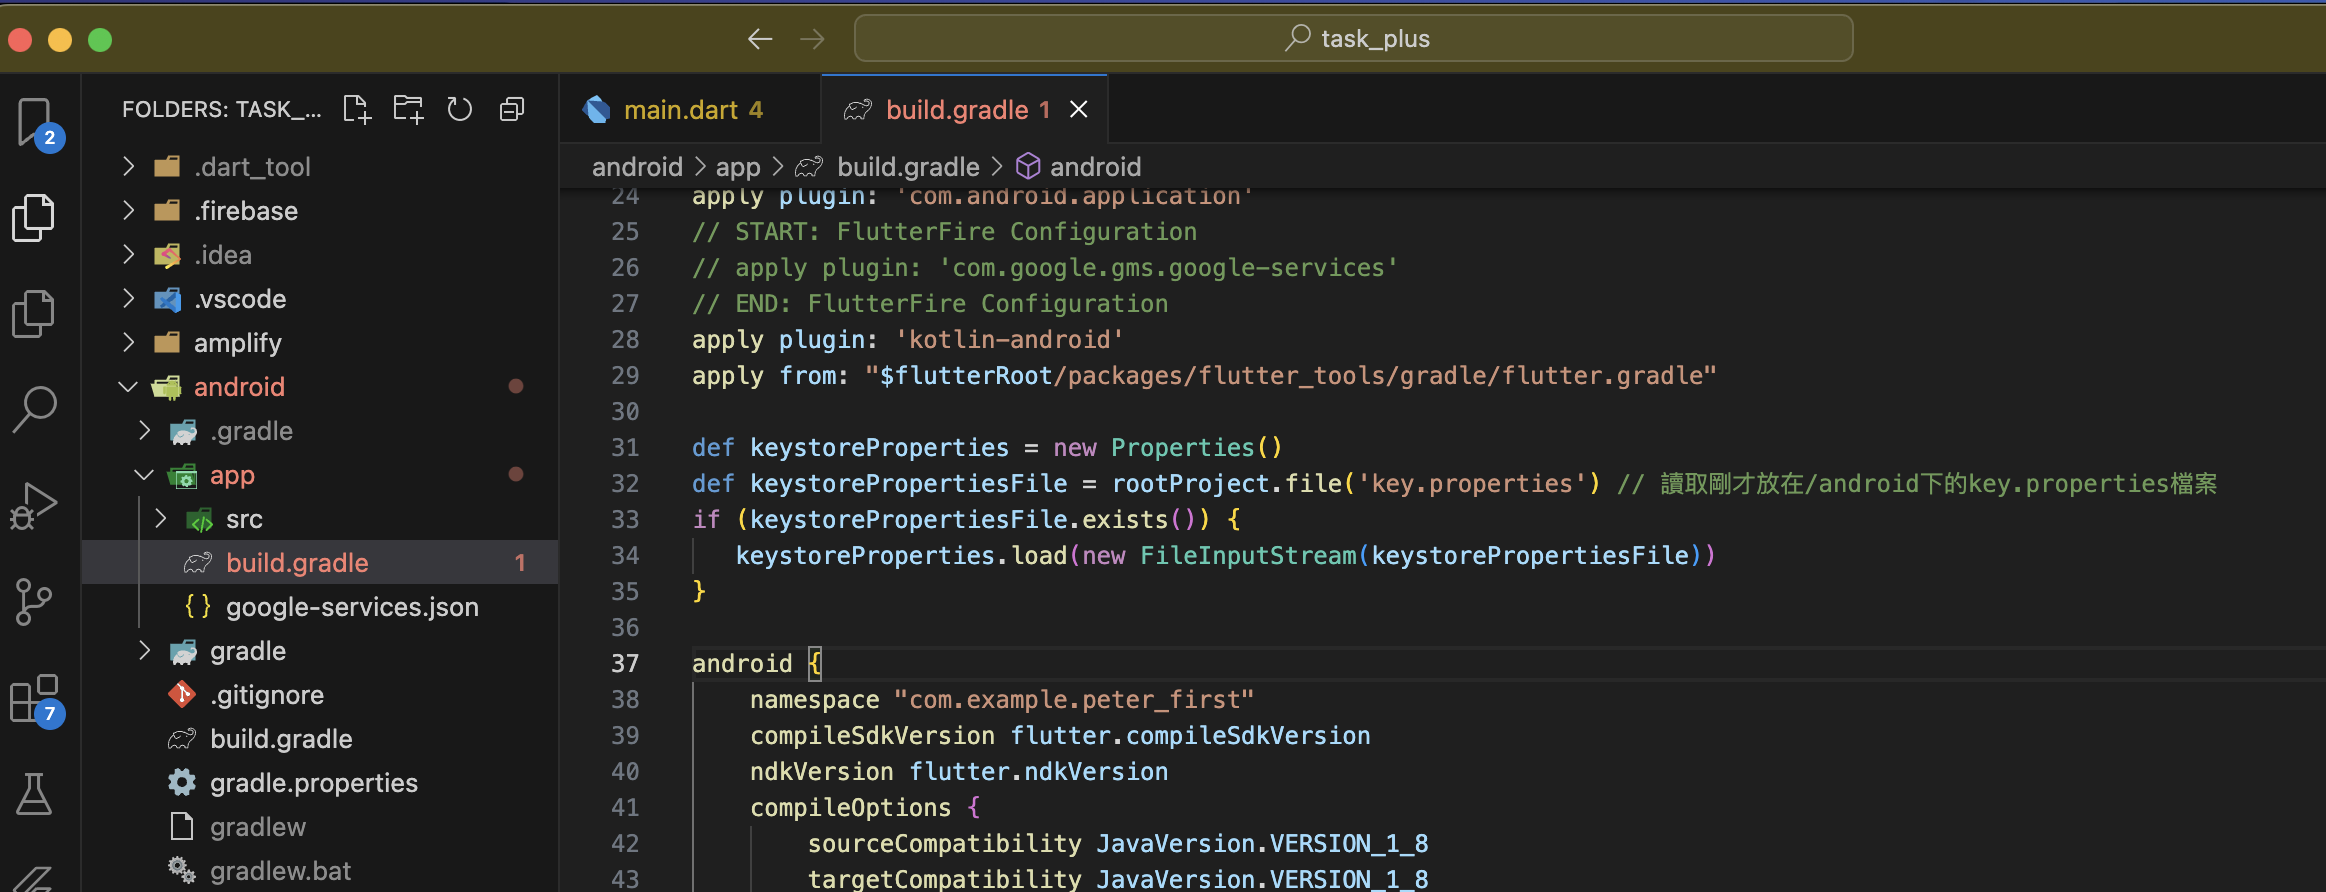 task_plus
2
7
FOLDERS: TASK_...
.dart_tool
.firebase
.idea
.vscode
amplify
android
.gradle
app
src
build.gradle 1
google-services.json
gradle
.gitignore
build.gradle
gradle.properties
gradlew
gradlew.bat
main.dart 4
build.gradle 1
android > app > build.gradle > android
24 apply plugin: 'com.android.application'
25 // START: FlutterFire Configuration
26 // apply plugin: 'com.google.gms.google-services'
27 // END: FlutterFire Configuration
28 apply plugin: 'kotlin-android'
29 apply from: "$flutterRoot/packages/flutter_tools/gradle/flutter.gradle"
30
31 def keystoreProperties = new Properties()
32 def keystorePropertiesFile = rootProject.file('key.properties') // 讀取剛才放在/android下的key.properties檔案
33 if (keystorePropertiesFile.exists()) {
34 keystoreProperties.load(new FileInputStream(keystorePropertiesFile))
35 }
36
37 android {
38 namespace "com.example.peter_first"
39 compileSdkVersion flutter.compileSdkVersion
40 ndkVersion flutter.ndkVersion
41 compileOptions {
42 sourceCompatibility JavaVersion.VERSION_1_8
43 targetCompatibility JavaVersion.VERSION_1_8